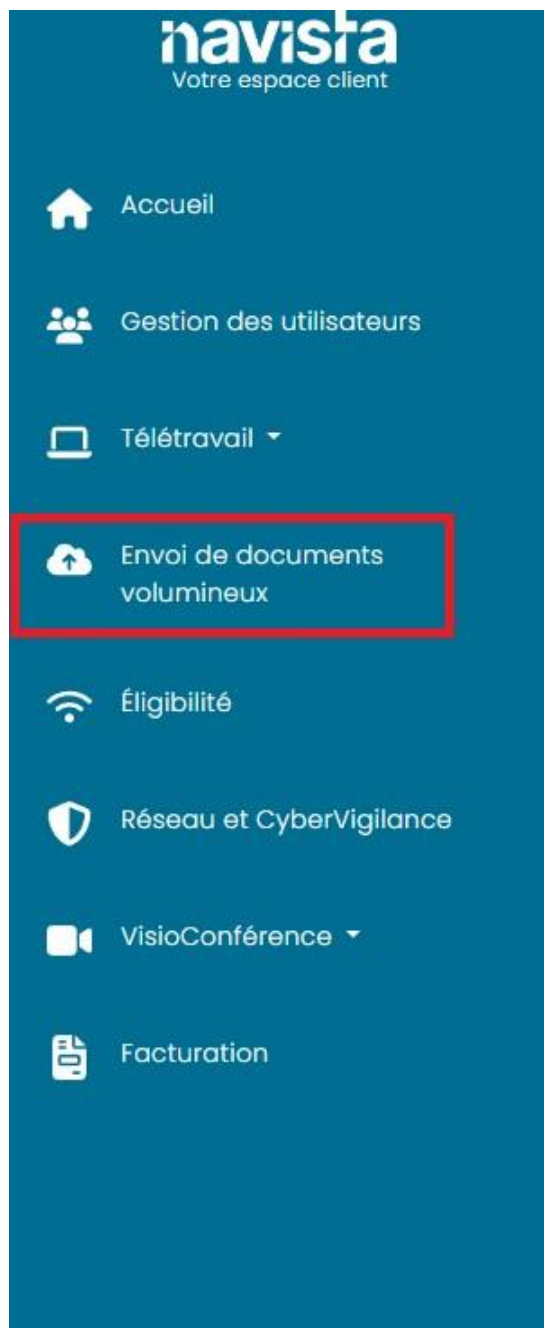 navista
Votre espace client
Accueil
Gestion des utilisateurs
Télétravail
Envoi de documents
volumineux
Éligibilité
Réseau et CyberVigilance
VisioConférence
Facturation